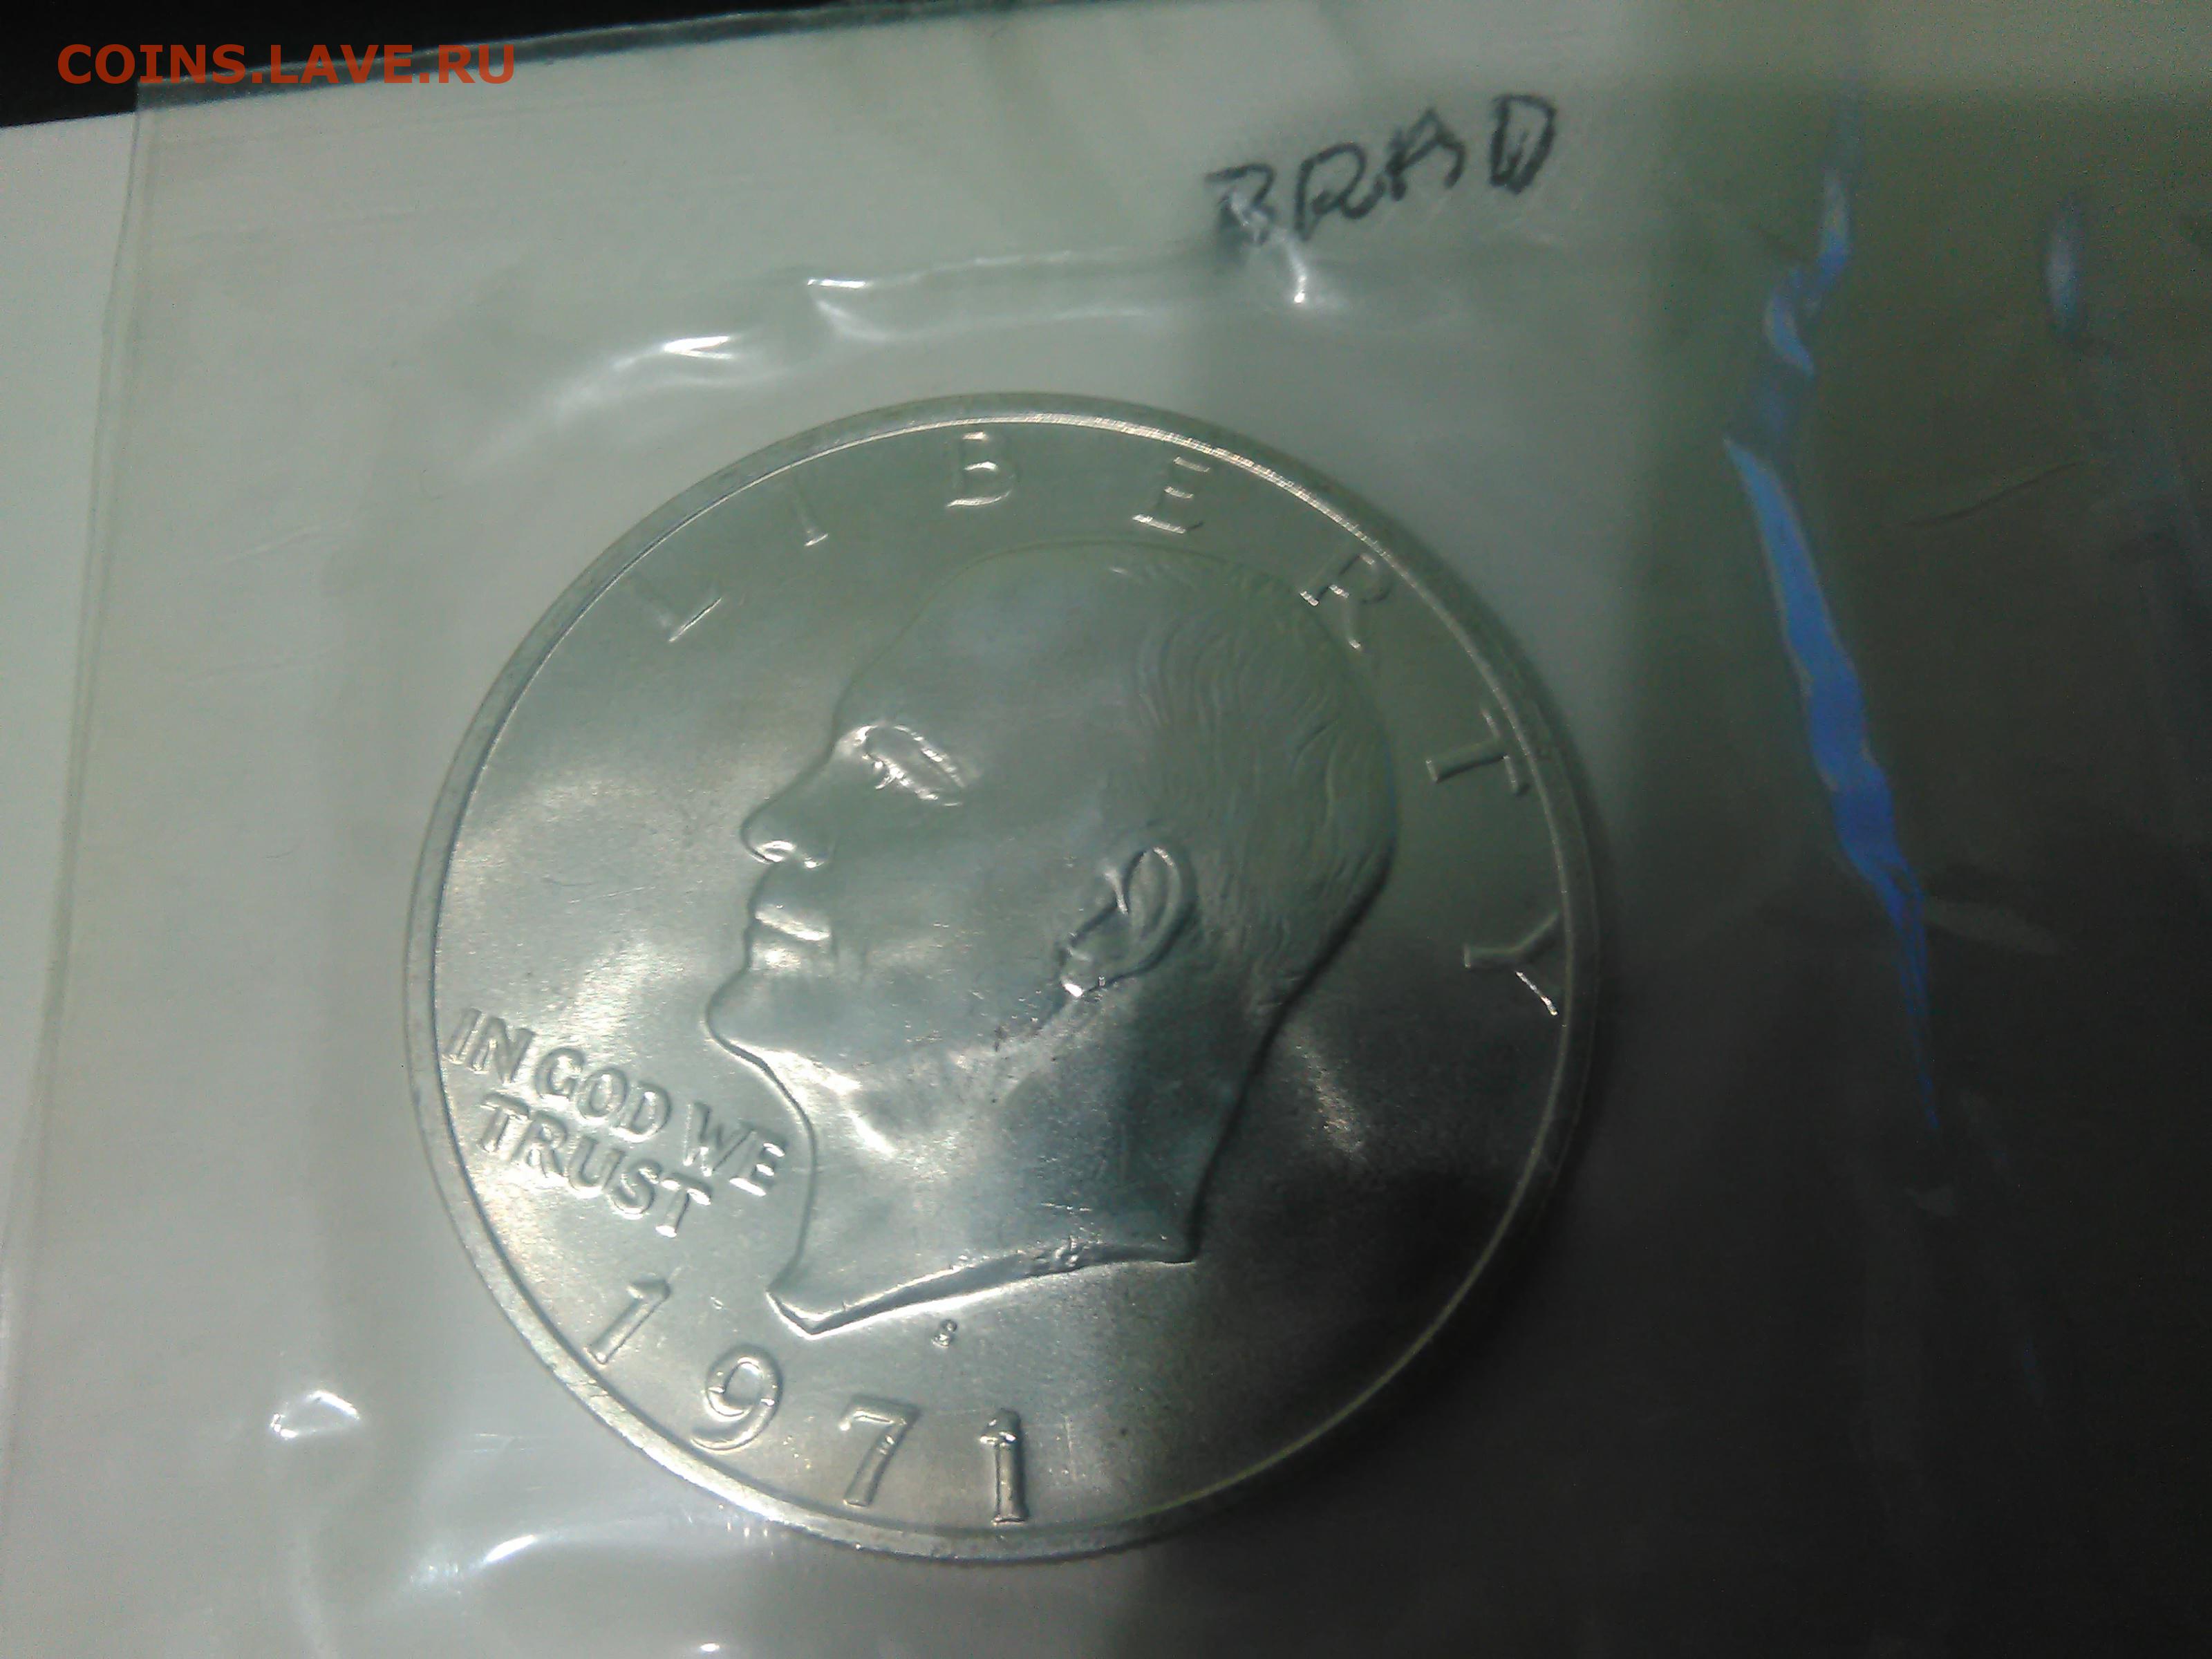 COINS.LAVE.RU
BRAD
LIBERTY
IN GOD WE
TRUST
S
1971